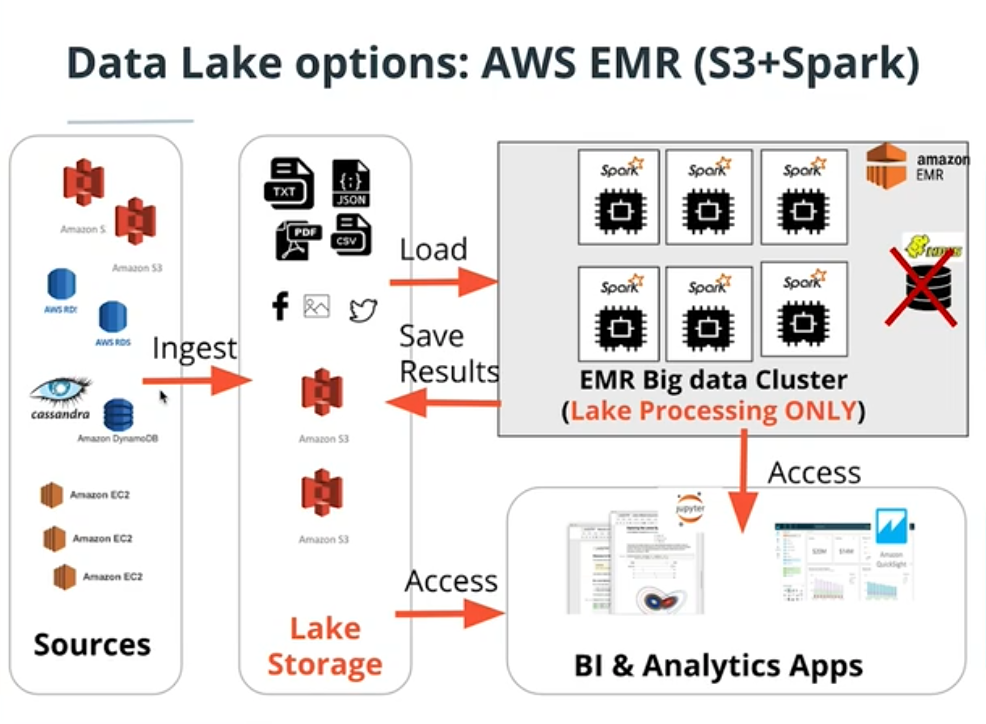 Data Lake options: AWS EMR (S3+Spark)
Amazon S
Amazon S3
AWS RD
AWS RDS
cassandra
Amazon DynamoDB
Amazon EC2
Amazon EC2
Amazon EC2
Sources
Ingest
TXT
JSON
PDF
CSV
Amazon S3
Amazon S3
Lake
Storage
Load
Save
Results
Access
Spark
Spark
Spark
Spark
Spark
Spark
amazon
EMR
EMR Big data Cluster
(Lake Processing ONLY)
Access
jupyter
Amazon
QuickSight
BI & Analytics Apps